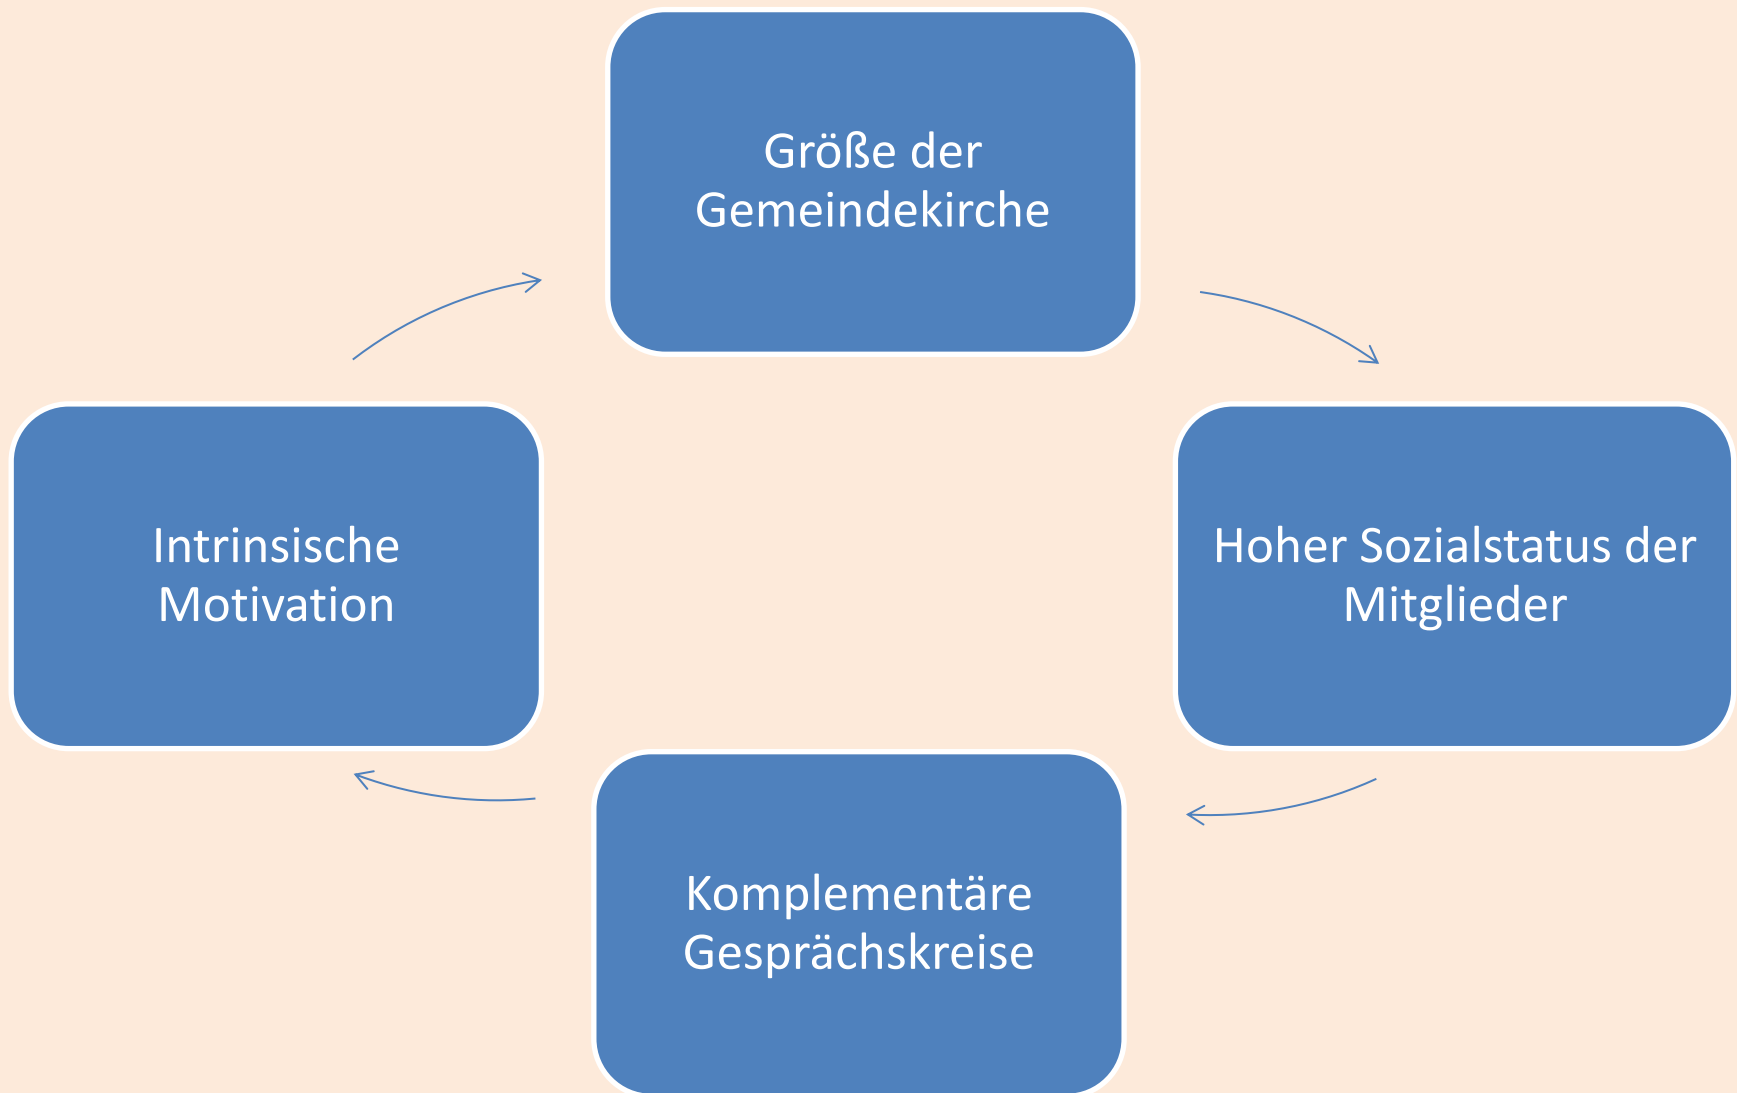 Größe der
Gemeindekirche
Intrinsische
Motivation
Hoher Sozialstatus der
Mitglieder
Komplementäre
Gesprächskreise